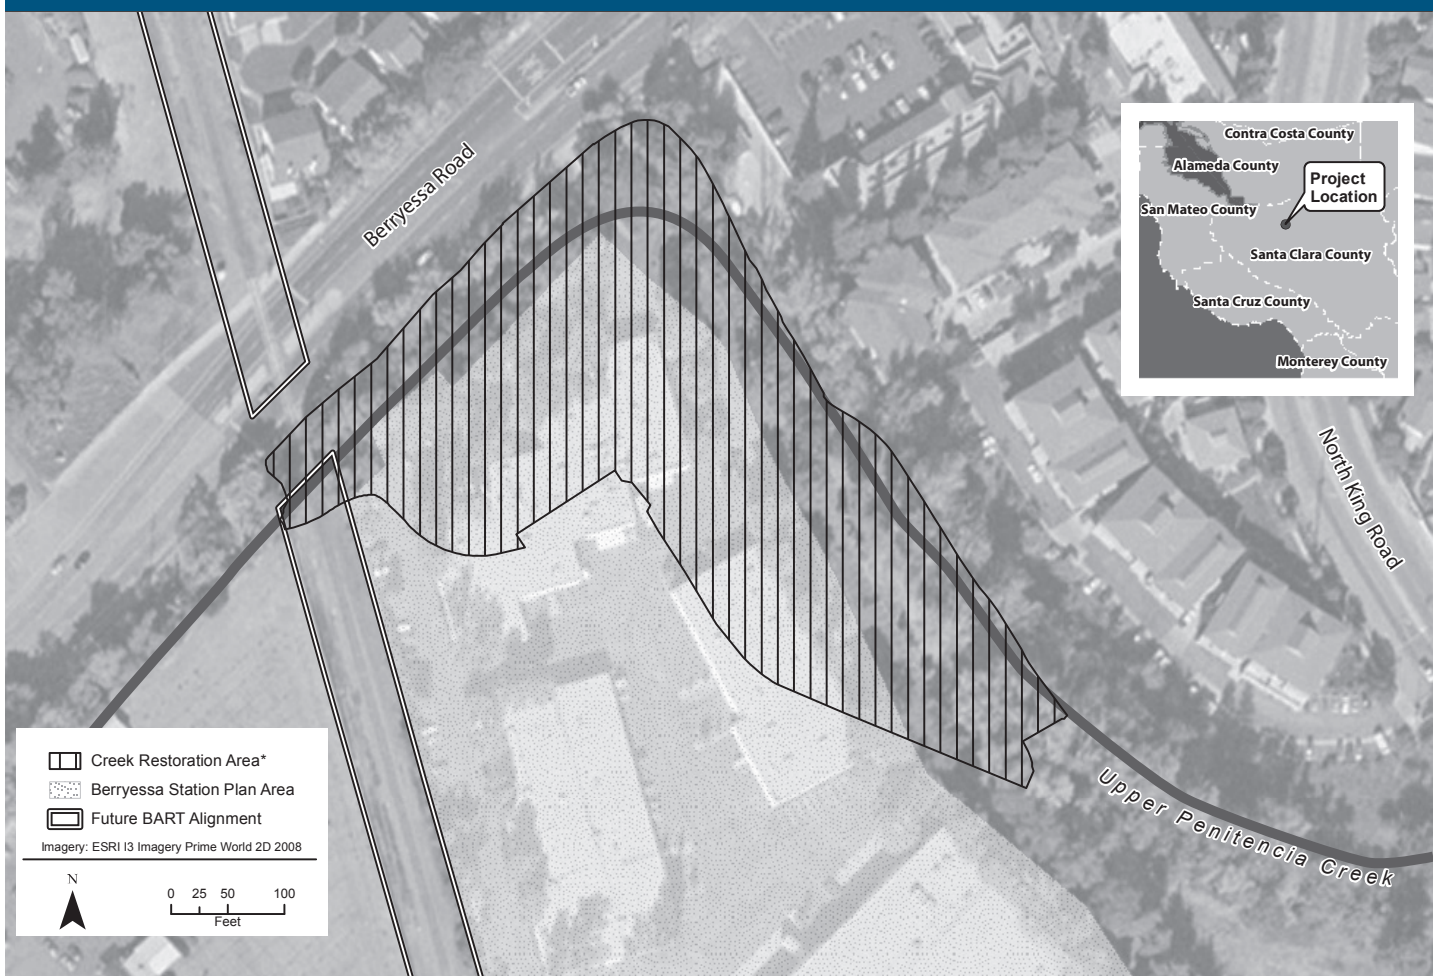 Berryessa Road
Contra Costa County
Alameda County
Project
Location
San Mateo County
Santa Clara County
Santa Cruz County
Monterey County
North King Road
Upper Penitencia Creek
Creek Restoration Area*
Berryessa Station Plan Area
Future BART Alignment
Imagery: ESRI I3 Imagery Prime World 2D 2008
N
0 25 50 100
Feet